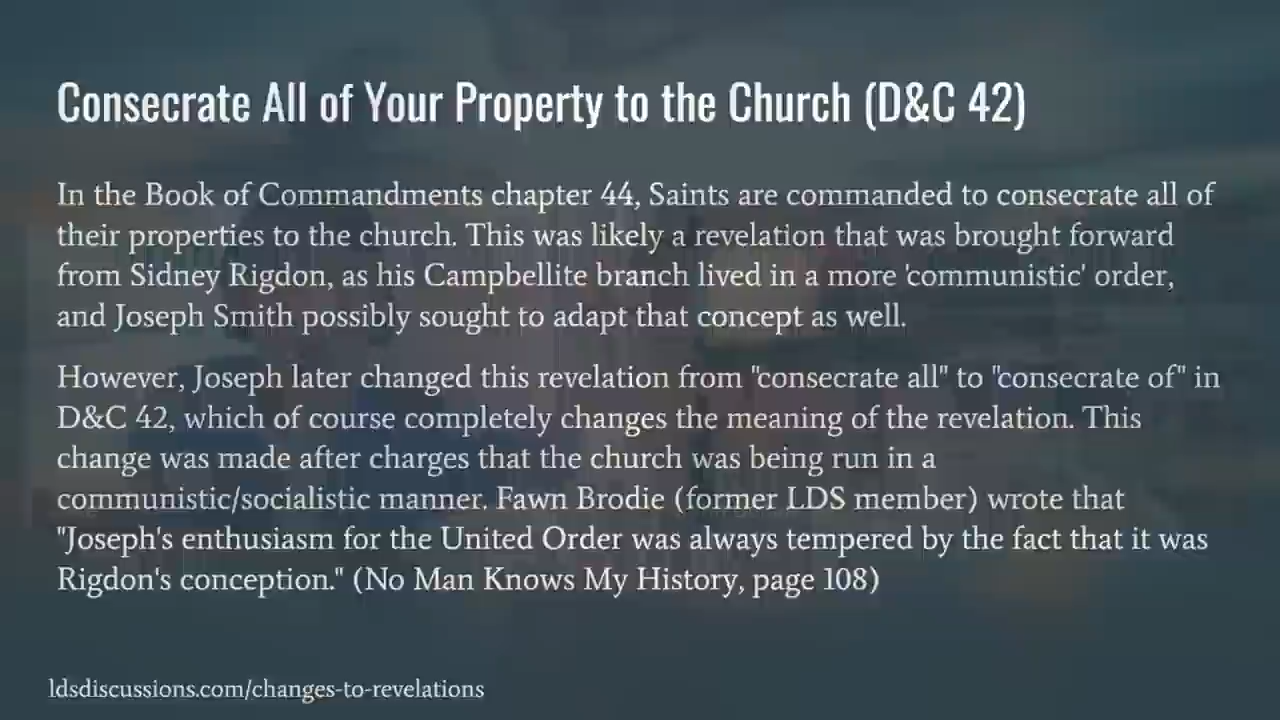 Consecrate All of Your Property to the Church (D&C 42)
In the Book of Commandments chapter 44, Saints are commanded to consecrate all of
their properties to the church. This was likely a revelation that was brought forward
from Sidney Rigdon, as his Campbellite branch lived in a more 'communistic' order,
and Joseph Smith possibly sought to adapt that concept as well.
However, Joseph later changed this revelation from "consecrate all" to "consecrate of" in
D&C 42, which of course completely changes the meaning of the revelation. This
change was made after charges that the church was being run in a
communistic/socialistic manner. Fawn Brodie (former LDS member) wrote that
"Joseph's enthusiasm for the United Order was always tempered by the fact that it was
Rigdon's conception." (No Man Knows My History, page 108)
ldsdiscussions.com/changes-to-revelations